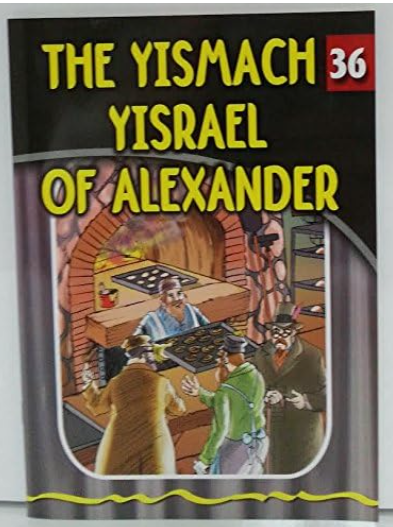 THE YISMACH 36
YISRAEL
OF ALEXANDER